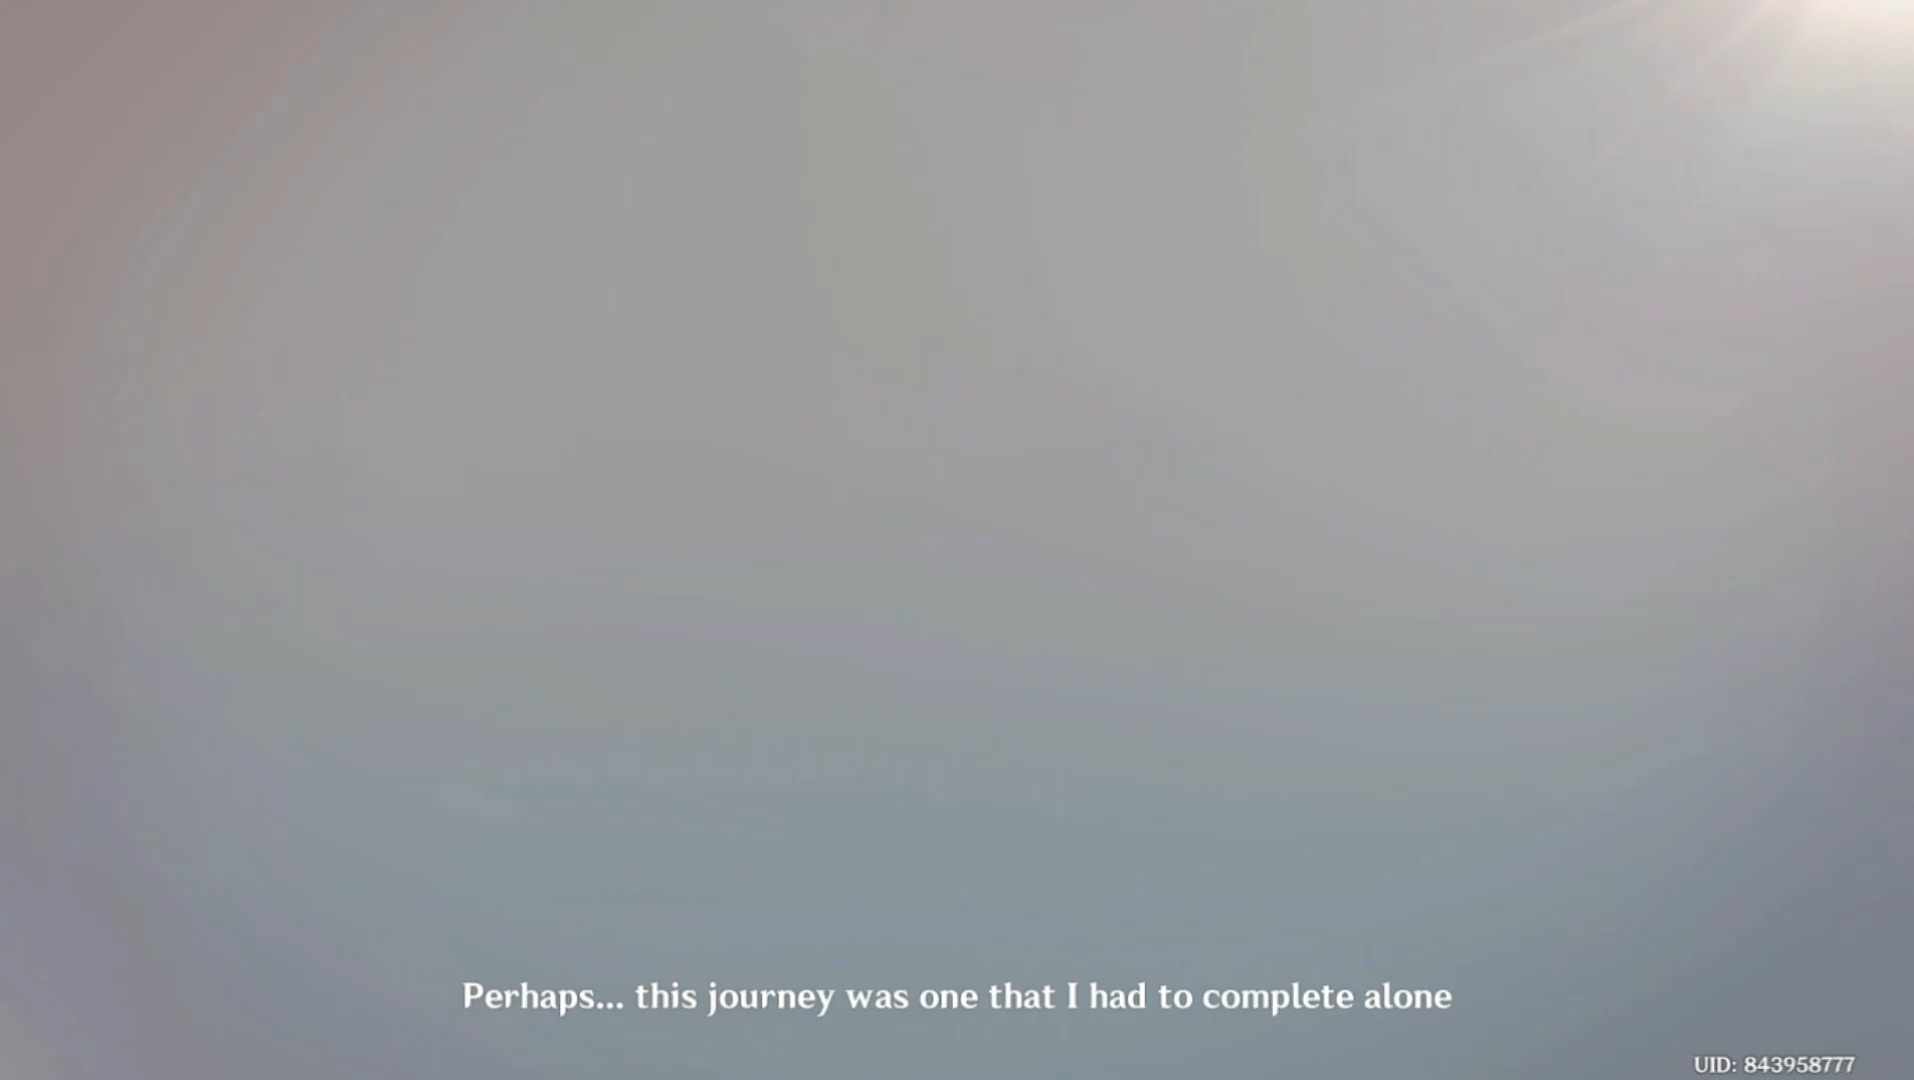 Perhaps... this journey was one that I had to complete alone
UID: 843958777